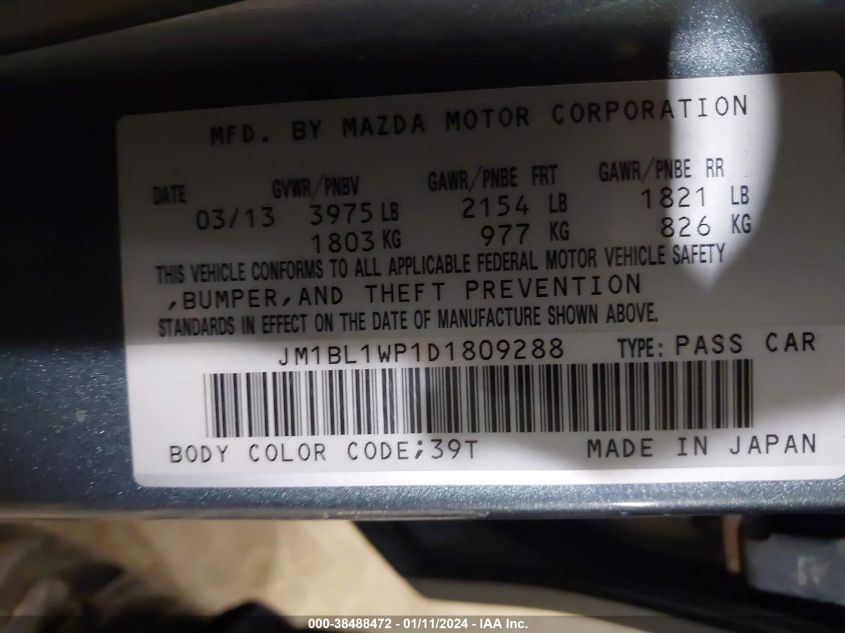 MFD. BY MAZDA MOTOR CORPORATION
DATE GVWR/PNBV GAWR/PNBE FRT GAWR/PNBE RR
03/13 3975 LB 2154 LB 1821 LB
1803 KG 977 KG 826 KG
THIS VEHICLE CONFORMS TO ALL APPLICABLE FEDERAL MOTOR VEHICLE SAFETY
,BUMPER,AND THEFT PREVENTION
STANDARDS IN EFFECT ON THE DATE OF MANUFACTURE SHOWN ABOVE.
JM1BL1WP1D1809288 TYPE: PASS CAR
BODY COLOR CODE;39T MADE IN JAPAN
000-38488472 - 01/11/2024 - IAA Inc.